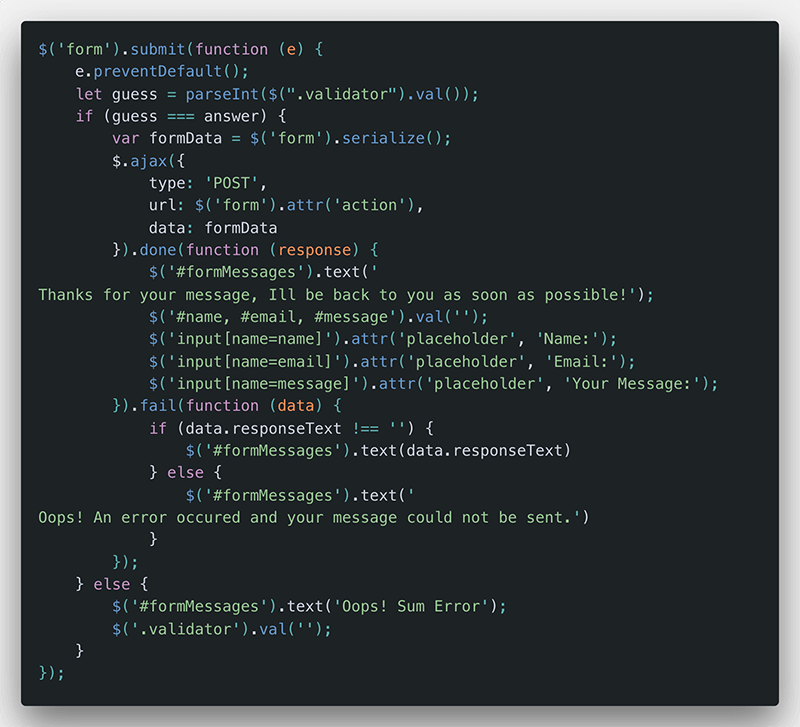 $('form').submit(function (e) {
    e.preventDefault();
    let guess = parseInt($(".validator").val());
    if (guess === answer) {
        var formData = $('form').serialize();
        $.ajax({
            type: 'POST',
            url: $('form').attr('action'),
            data: formData
        }).done(function (response) {
            $('#formMessages').text('
Thanks for your message, Ill be back to you as soon as possible!');
            $('#name, #email, #message').val('');
            $('input[name=name]').attr('placeholder', 'Name:');
            $('input[name=email]').attr('placeholder', 'Email:');
            $('input[name=message]').attr('placeholder', 'Your Message:');
        }).fail(function (data) {
            if (data.responseText !== '') {
                $('#formMessages').text(data.responseText)
            } else {
                $('#formMessages').text('
Oops! An error occured and your message could not be sent.')
            }
        });
    } else {
        $('#formMessages').text('Oops! Sum Error');
        $('.validator').val('');
    }
});